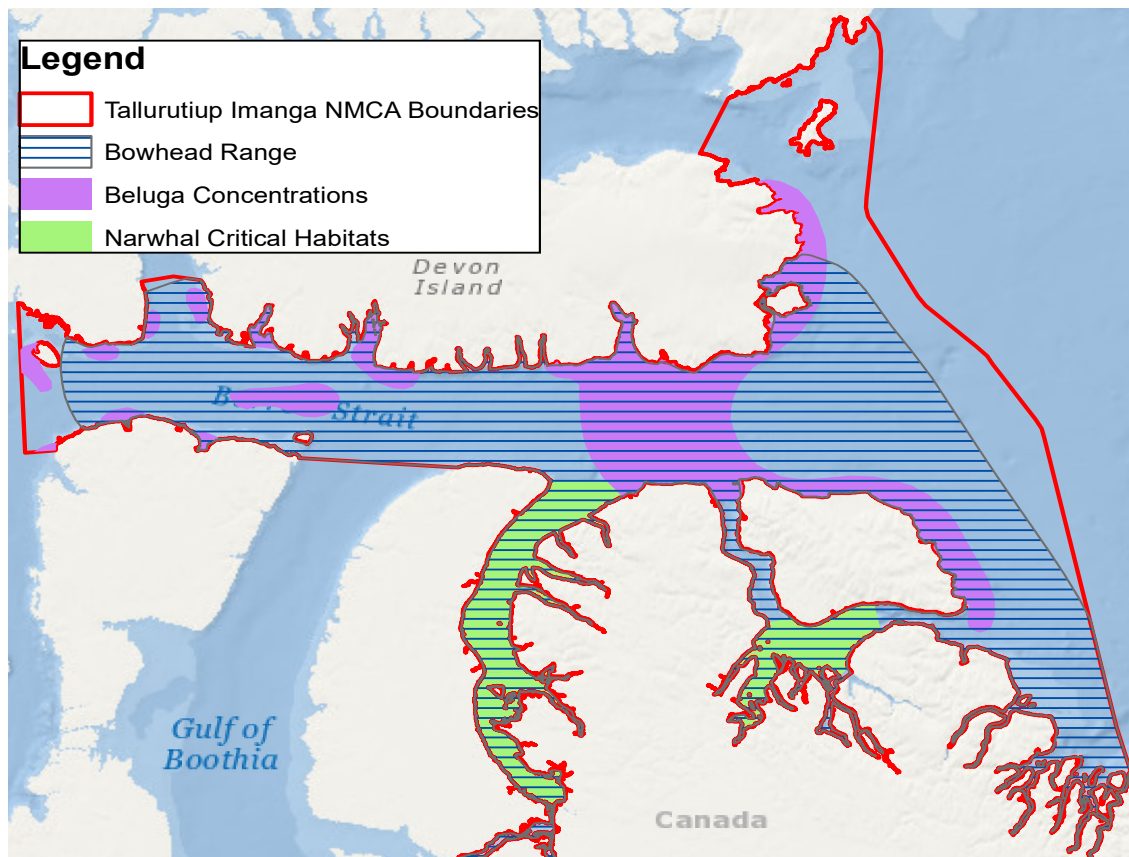 Legend
Tallurutiup Imanga NMCA Boundaries
Bowhead Range
Beluga Concentrations
Narwhal Critical Habitats
Devon
Island
Strait
Gulf of
Boothia
Canada